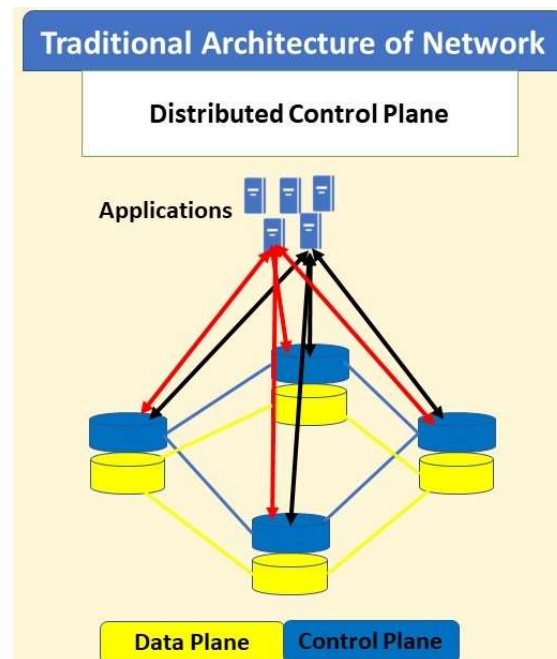 Traditional Architecture of Network
Distributed Control Plane
Applications
Data Plane
Control Plane